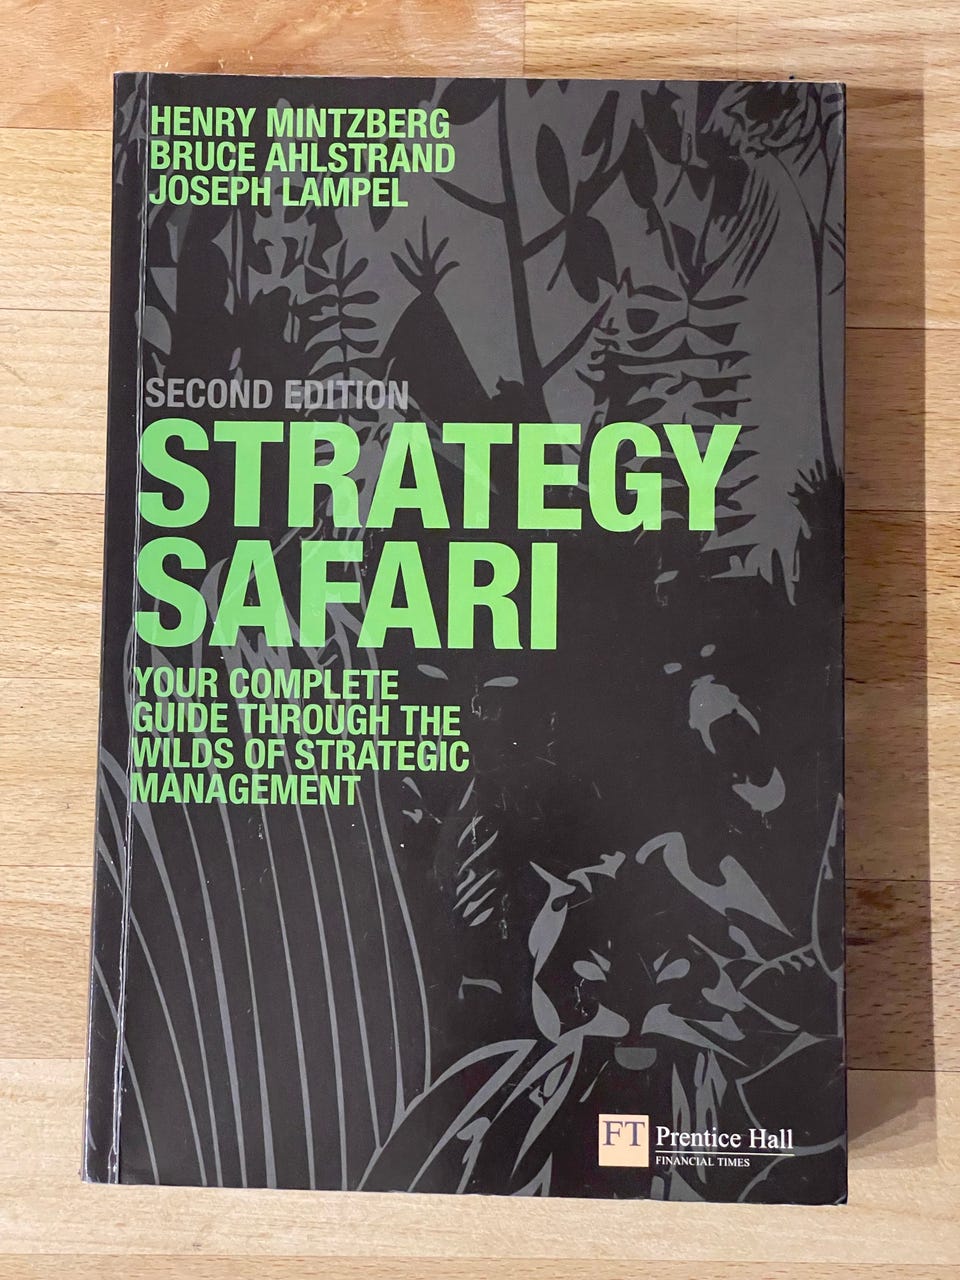 HENRY MINTZBERG
BRUCE AHLSTRAND
JOSEPH LAMPEL
SECOND EDITION
STRATEGY
SAFARI
YOUR COMPLETE
GUIDE THROUGH THE
WILDS OF STRATEGIC
MANAGEMENT
FT Prentice Hall
FINANCIAL TIMES